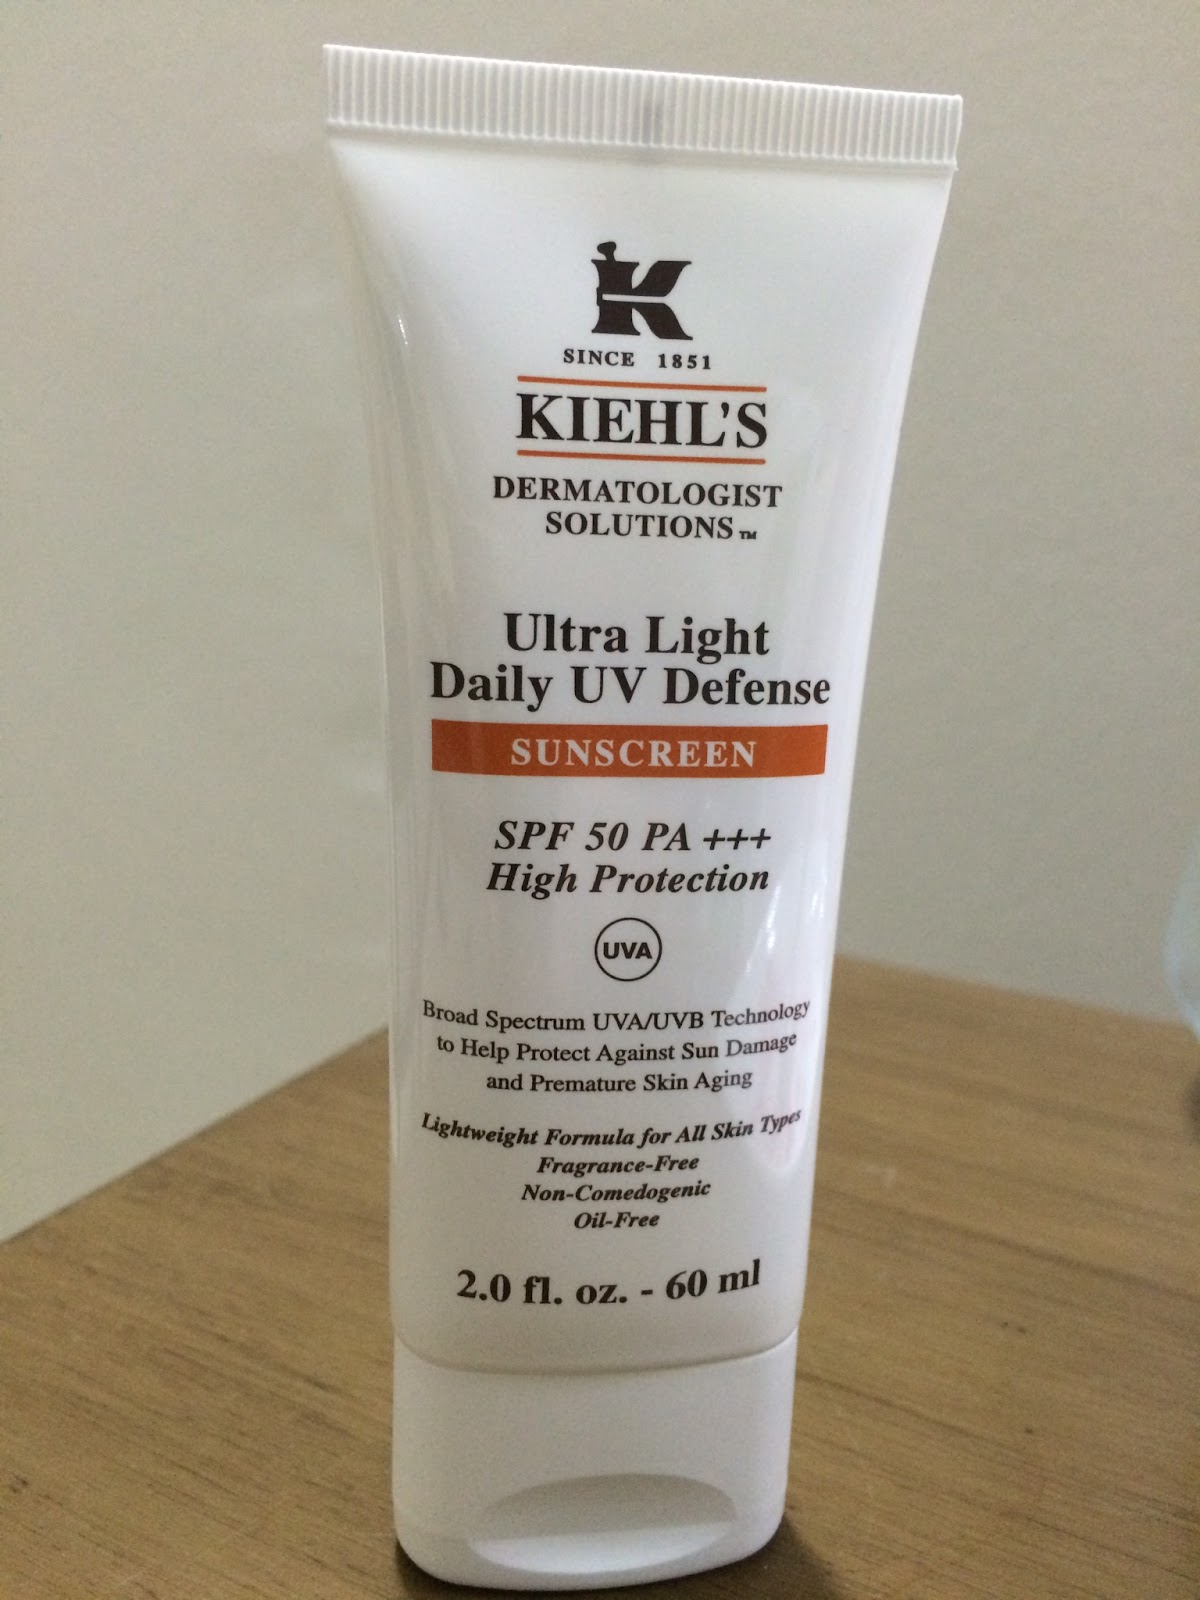 K
SINCE 1851
KIEHL'S
DERMATOLOGIST
SOLUTIONS™
Ultra Light
Daily UV Defense
SUNSCREEN
SPF 50 PA +++
High Protection
UVA
Broad Spectrum UVA/UVB Technology
to Help Protect Against Sun Damage
and Premature Skin Aging
Lightweight Formula for All Skin Types
Fragrance-Free
Non-Comedogenic
Oil-Free
2.0 fl. oz. - 60 ml